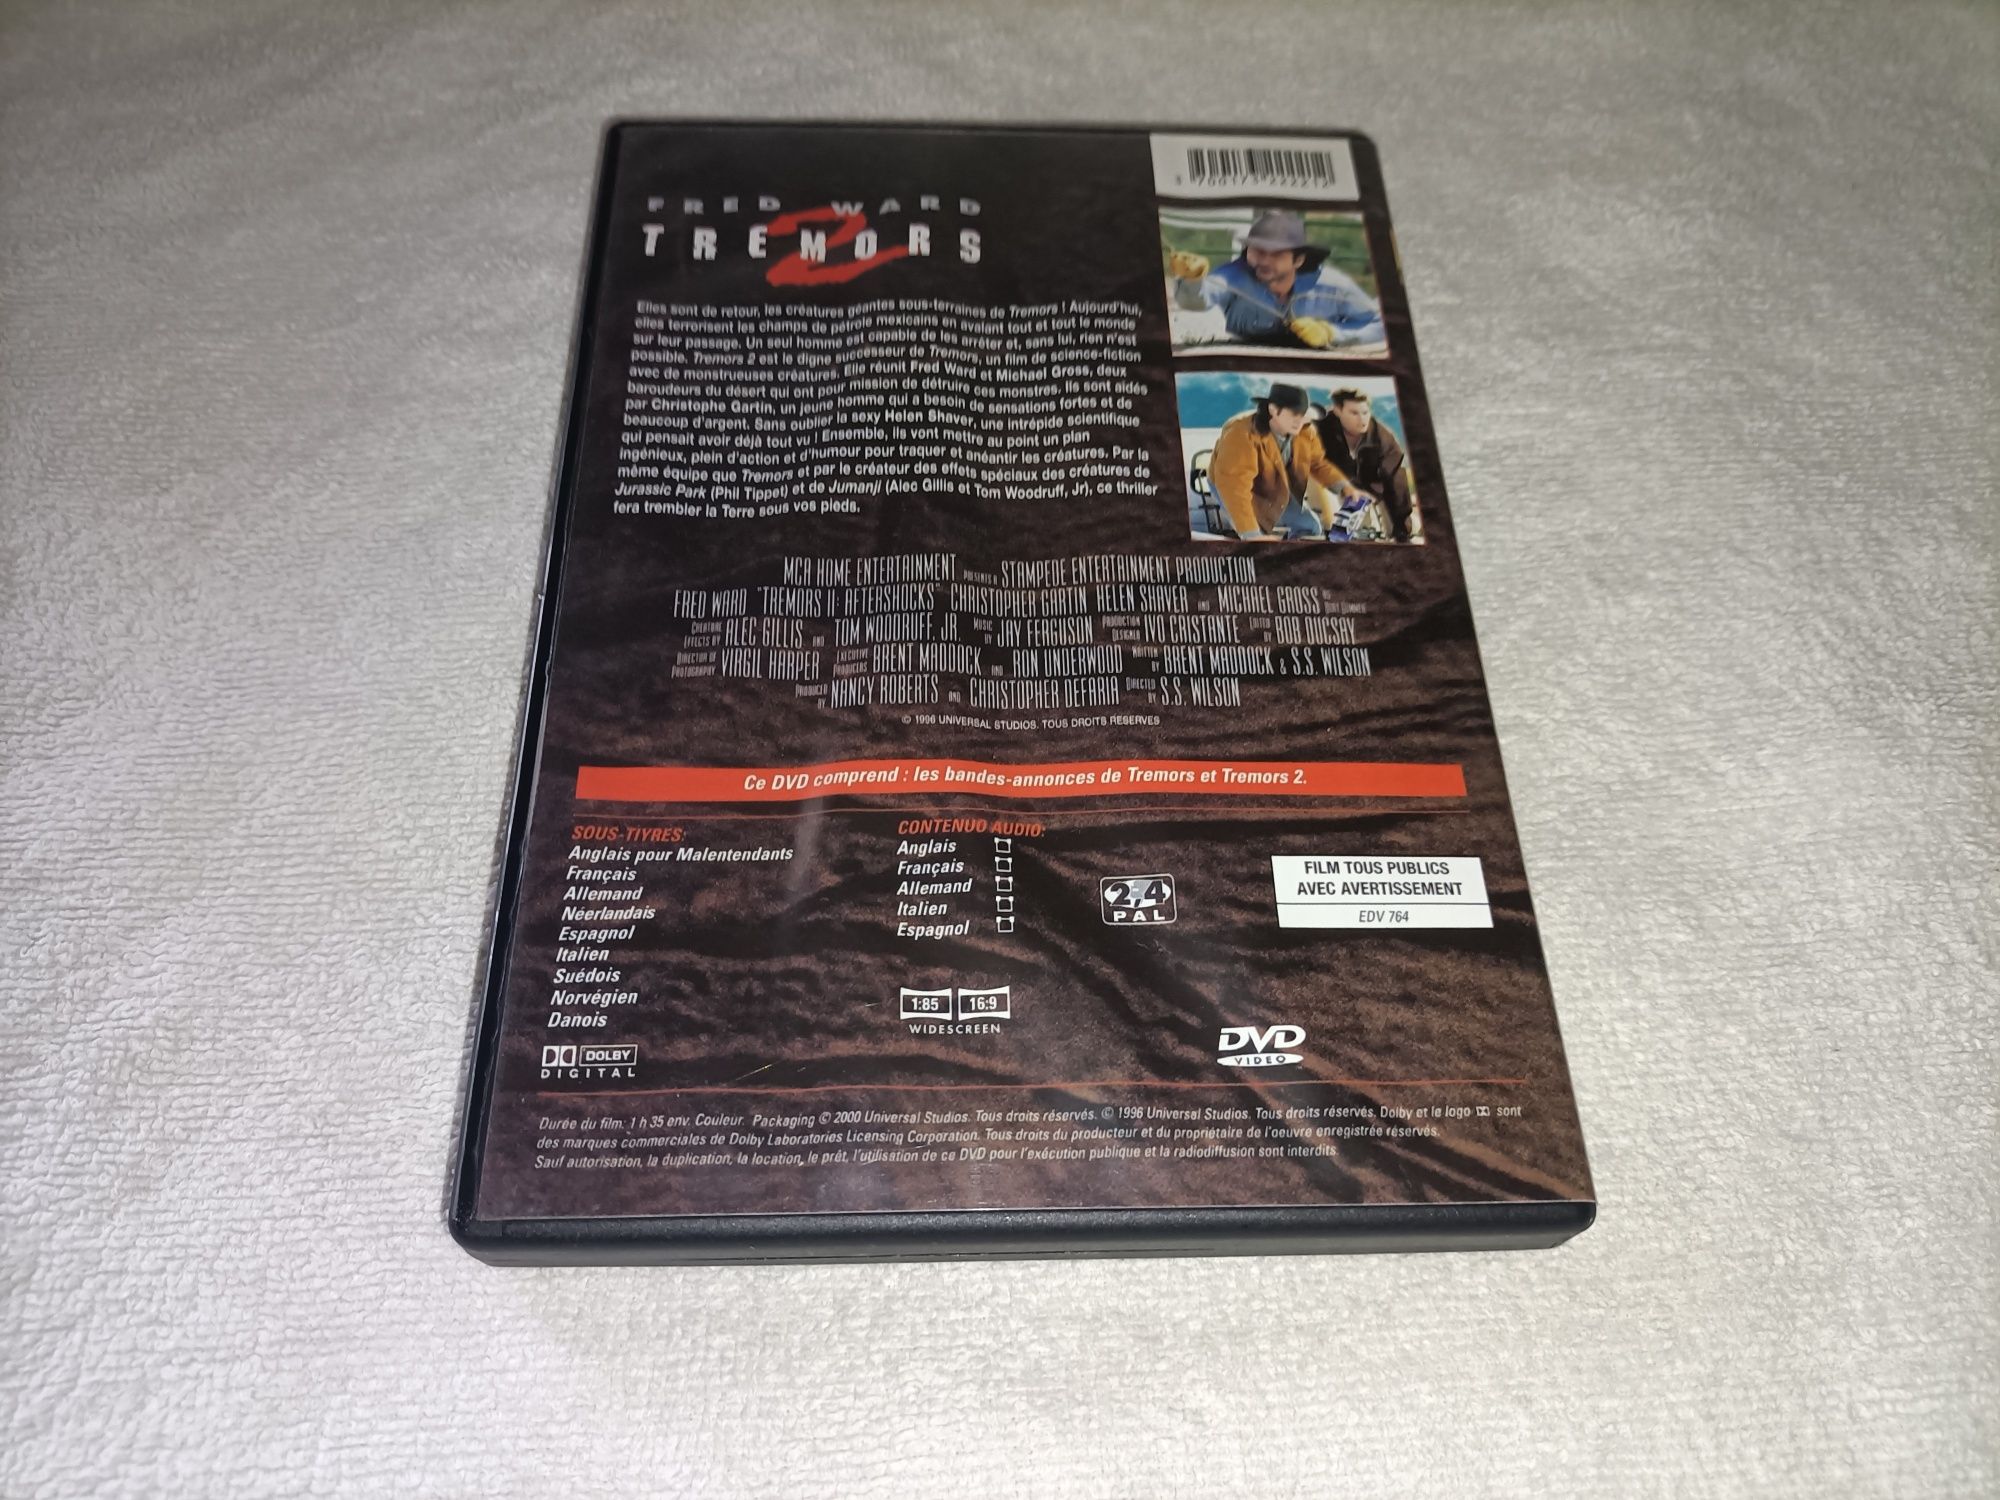 3 700173 222212
FRED WARD
TREMORS 2
Elles sont de retour, les créatures géantes sous-terraines de Tremors ! Aujourd'hui,
elles terrorisent les champs de pétrole mexicains en avalant tout et tout le monde
sur leur passage. Un seul homme est capable de les arrêter et, sans lui, rien n'est
possible. Tremors 2 est le digne successeur de Tremors, un film de science-fiction
avec de monstrueuses créatures. Elle réunit Fred Ward et Michael Gross, deux
baroudeurs du désert qui ont pour mission de détruire ces monstres. Ils sont aidés
par Christophe Gartin, un jeune homme qui a besoin de sensations fortes et de
beaucoup d'argent. Sans oublier la sexy Helen Shaver, une intrépide scientifique
qui pensait avoir déjà tout vu ! Ensemble, ils vont mettre au point un plan
ingénieux, plein d'action et d'humour pour traquer et anéantir les créatures. Par la
même équipe que Tremors et par le créateur des effets spéciaux des créatures de
Jurassic Park (Phil Tippet) et de Jumanji (Alec Gillis et Tom Woodruff, Jr), ce thriller
fera trembler la Terre sous vos pieds.
MCA HOME ENTERTAINMENT PRESENTS A STAMPEDE ENTERTAINMENT PRODUCTION
FRED WARD "TREMORS II: AFTERSHOCKS" CHRISTOPHER GARTIN HELEN SHAVER AND MICHAEL GROSS AS BURT GUMMER
CREATURE EFFECTS BY ALEC GILLIS AND TOM WOODRUFF, JR. MUSIC BY JAY FERGUSON PRODUCTION DESIGNER IVO CRISTANTE EDITED BY BOB DUCSAY
DIRECTOR OF PHOTOGRAPHY VIRGIL HARPER EXECUTIVE PRODUCERS BRENT MADDOCK AND RON UNDERWOOD WRITTEN BY BRENT MADDOCK & S.S. WILSON
PRODUCED BY NANCY ROBERTS AND CHRISTOPHER DEFARIA DIRECTED BY S.S. WILSON
© 1996 UNIVERSAL STUDIOS. TOUS DROITS RESERVES
Ce DVD comprend : les bandes-annonces de Tremors et Tremors 2.
SOUS-TIYRES:
Anglais pour Malentendants
Français
Allemand
Néerlandais
Espagnol
Italien
Suédois
Norvégien
Danois
CONTENUO AUDIO:
Anglais
Français
Allemand
Italien
Espagnol
2,4
PAL
FILM TOUS PUBLICS
AVEC AVERTISSEMENT
EDV 764
1:85 16:9
WIDESCREEN
DVD
VIDEO
DOLBY
DIGITAL
Durée du film: 1 h 35 env. Couleur. Packaging © 2000 Universal Studios. Tous droits réservés. © 1996 Universal Studios. Tous droits réservés. Dolby et le logo sont
des marques commerciales de Dolby Laboratories Licensing Corporation. Tous droits du producteur et du propriétaire de l'oeuvre enregistrée réservés.
Sauf autorisation, la duplication, la location, le prêt, l'utilisation de ce DVD pour l'exécution publique et la radiodiffusion sont interdits.